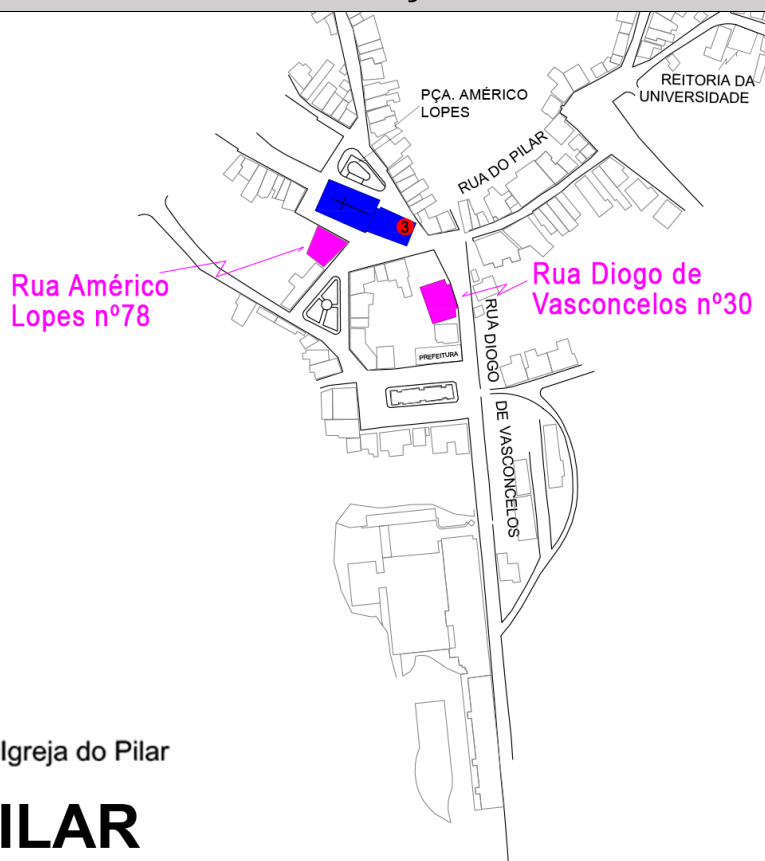 REITORIA DA
UNIVERSIDADE
PÇA. AMÉRICO
LOPES
RUA DO PILAR
3
Rua Américo
Lopes nº78
Rua Diogo de
Vasconcelos nº30
RUA DIOGO
DE VASCONCELOS
PREFEITURA
Igreja do Pilar
ILAR